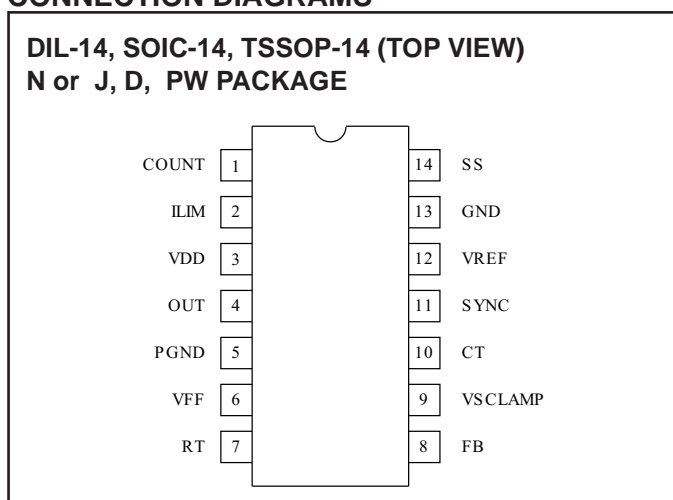 CONNECTION DIAGRAMS
DIL-14, SOIC-14, TSSOP-14 (TOP VIEW)
N or J, D, PW PACKAGE
COUNT 1 14 SS
ILIM 2 13 GND
VDD 3 12 VREF
OUT 4 11 SYNC
PGND 5 10 CT
VFF 6 9 VSCLAMP
RT 7 8 FB